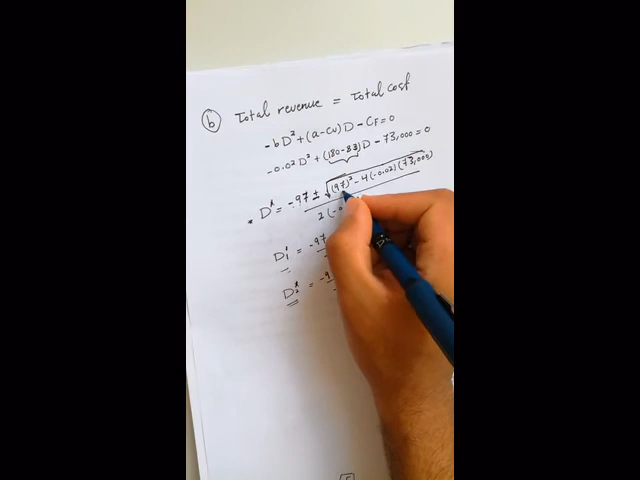 b Total revenue = Total cost
-bD² + (a-cv)D - CF = 0
-0.02D² + (180-83)D - 73,000 = 0
* D* = -97 ± √(97)² - 4(-0.02)(73,000)
2(-0
D₁* = -97
D₂* = -9